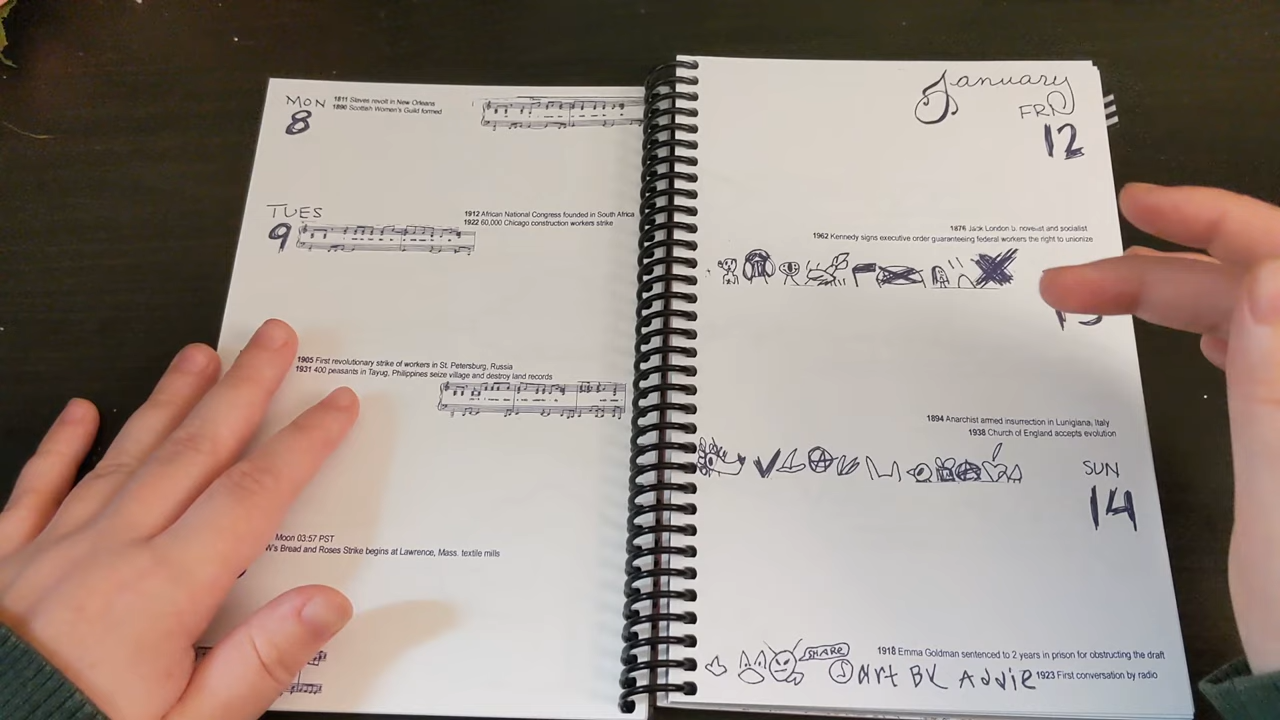 MON
8
1811 Slaves revolt in New Orleans
1890 Scottish Women's Guild formed
TUES
9
1912 African National Congress founded in South Africa
1922 60,000 Chicago construction workers strike
1905 First revolutionary strike of workers in St. Petersburg, Russia
1931 400 peasants in Tayug, Philippines seize village and destroy land records
Moon 03:57 PST
W's Bread and Roses Strike begins at Lawrence, Mass. textile mills
January
FRI
12
1876 Jack London b. novelist and socialist
1962 Kennedy signs executive order guaranteeing federal workers the right to unionize
1894 Anarchist armed insurrection in Lunigiana, Italy
1938 Church of England accepts evolution
SUN
14
SHARE
1918 Emma Goldman sentenced to 2 years in prison for obstructing the draft
Art BY Addie
1923 First conversation by radio